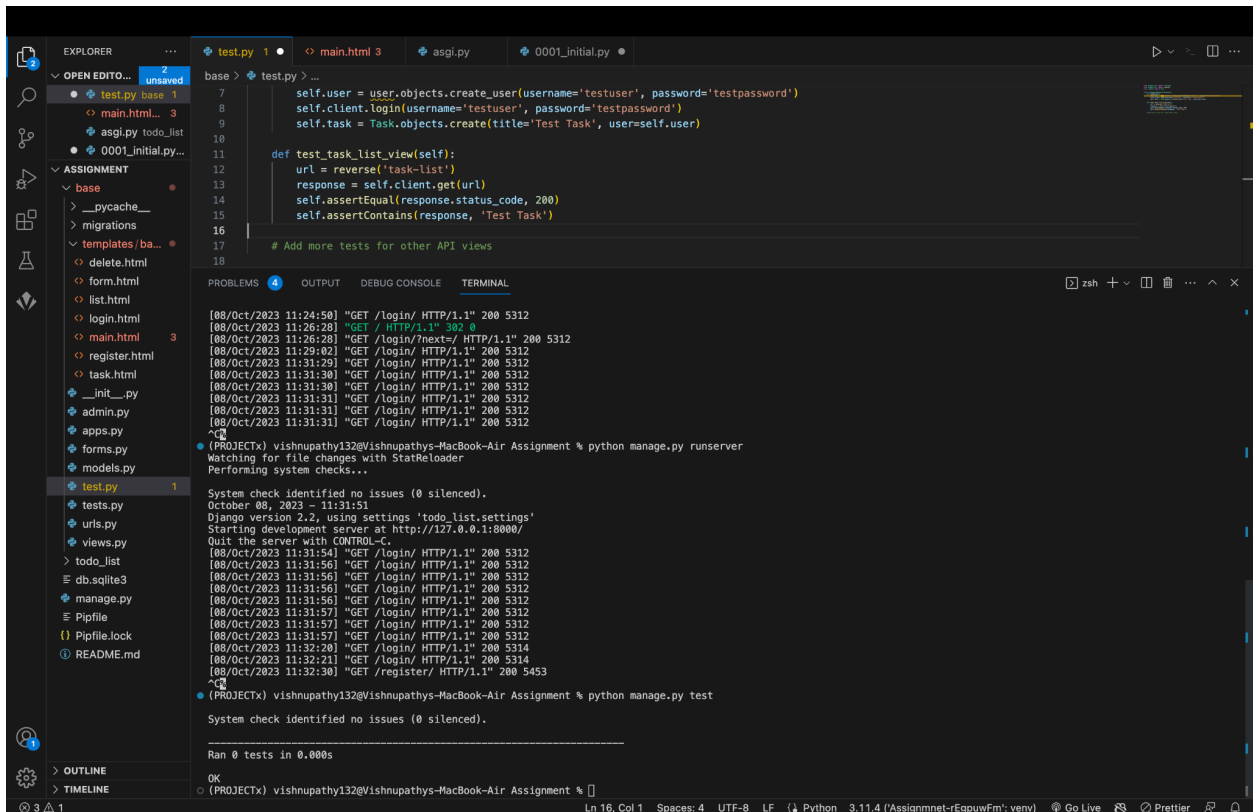 2
EXPLORER
OPEN EDITO...
2 unsaved
test.py base 1
main.html... 3
asgi.py todo_list
0001_initial.py...
ASSIGNMENT
base
__pycache__
migrations
templates/ba...
delete.html
form.html
list.html
login.html
main.html 3
register.html
task.html
__init__.py
admin.py
apps.py
forms.py
models.py
test.py 1
tests.py
urls.py
views.py
todo_list
db.sqlite3
manage.py
Pipfile
Pipfile.lock
README.md
1
OUTLINE
TIMELINE
test.py 1 main.html 3 asgi.py 0001_initial.py
base > test.py > ...
7 self.user = user.objects.create_user(username='testuser', password='testpassword')
8 self.client.login(username='testuser', password='testpassword')
9 self.task = Task.objects.create(title='Test Task', user=self.user)
10
11 def test_task_list_view(self):
12 url = reverse('task-list')
13 response = self.client.get(url)
14 self.assertEqual(response.status_code, 200)
15 self.assertContains(response, 'Test Task')
16
17 # Add more tests for other API views
18
PROBLEMS 4 OUTPUT DEBUG CONSOLE TERMINAL
zsh
[08/Oct/2023 11:24:50] "GET /login/ HTTP/1.1" 200 5312
[08/Oct/2023 11:26:28] "GET / HTTP/1.1" 302 0
[08/Oct/2023 11:26:28] "GET /login/?next=/ HTTP/1.1" 200 5312
[08/Oct/2023 11:29:02] "GET /login/ HTTP/1.1" 200 5312
[08/Oct/2023 11:31:29] "GET /login/ HTTP/1.1" 200 5312
[08/Oct/2023 11:31:30] "GET /login/ HTTP/1.1" 200 5312
[08/Oct/2023 11:31:30] "GET /login/ HTTP/1.1" 200 5312
[08/Oct/2023 11:31:31] "GET /login/ HTTP/1.1" 200 5312
[08/Oct/2023 11:31:31] "GET /login/ HTTP/1.1" 200 5312
[08/Oct/2023 11:31:31] "GET /login/ HTTP/1.1" 200 5312
^C%
(PROJECTx) vishnupathy132@Vishnupathys-MacBook-Air Assignment % python manage.py runserver
Watching for file changes with StatReloader
Performing system checks...
System check identified no issues (0 silenced).
October 08, 2023 - 11:31:51
Django version 2.2, using settings 'todo_list.settings'
Starting development server at http://127.0.0.1:8000/
Quit the server with CONTROL-C.
[08/Oct/2023 11:31:54] "GET /login/ HTTP/1.1" 200 5312
[08/Oct/2023 11:31:56] "GET /login/ HTTP/1.1" 200 5312
[08/Oct/2023 11:31:56] "GET /login/ HTTP/1.1" 200 5312
[08/Oct/2023 11:31:56] "GET /login/ HTTP/1.1" 200 5312
[08/Oct/2023 11:31:56] "GET /login/ HTTP/1.1" 200 5312
[08/Oct/2023 11:31:57] "GET /login/ HTTP/1.1" 200 5312
[08/Oct/2023 11:31:57] "GET /login/ HTTP/1.1" 200 5312
[08/Oct/2023 11:31:57] "GET /login/ HTTP/1.1" 200 5312
[08/Oct/2023 11:32:20] "GET /login/ HTTP/1.1" 200 5314
[08/Oct/2023 11:32:21] "GET /login/ HTTP/1.1" 200 5314
[08/Oct/2023 11:32:30] "GET /register/ HTTP/1.1" 200 5453
^C%
(PROJECTx) vishnupathy132@Vishnupathys-MacBook-Air Assignment % python manage.py test
System check identified no issues (0 silenced).
----------------------------------------------------------------------
Ran 0 tests in 0.000s
OK
(PROJECTx) vishnupathy132@Vishnupathys-MacBook-Air Assignment %
3 1 Ln 16, Col 1 Spaces: 4 UTF-8 LF Python 3.11.4 ('Assignmnet-rEqpuwFm': venv) Go Live Prettier